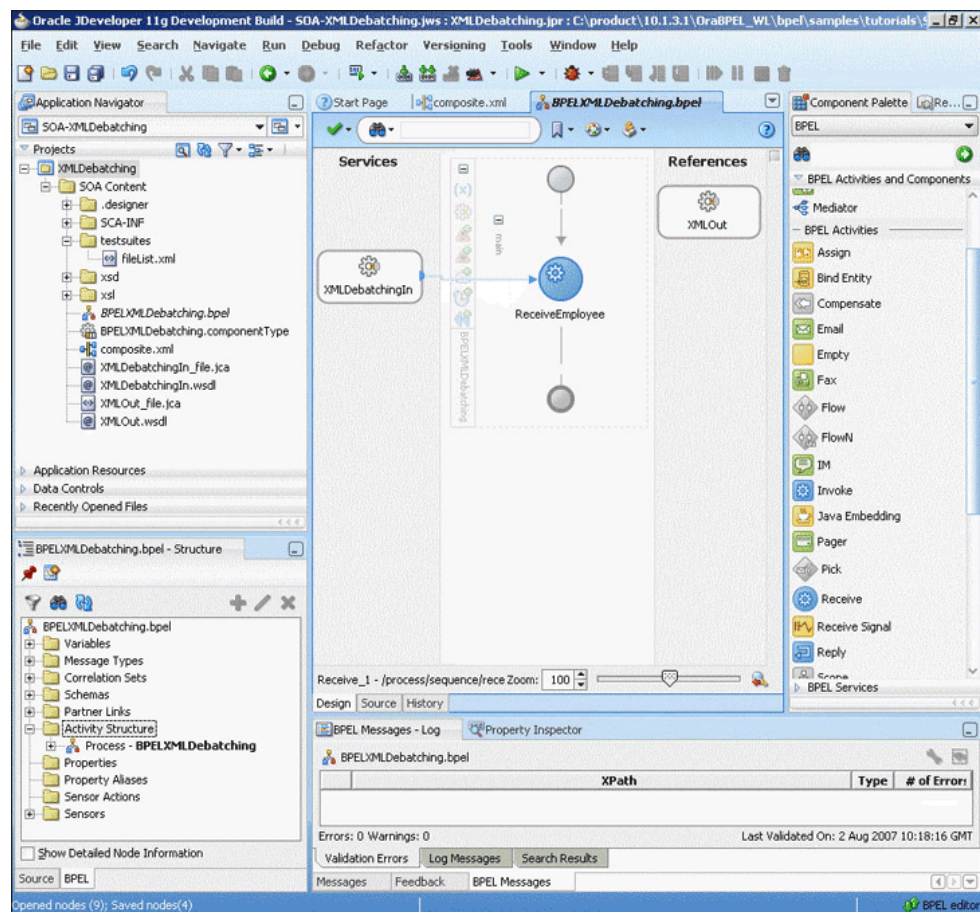 Oracle JDeveloper 11g Development Build - SOA-XMLDebatching.jws : XMLDebatching.jpr : C:\product\10.1.3.1\OraBPEL_WL\bpel\samples\tutorials\
File Edit View Search Navigate Run Debug Refactor Versioning Tools Window Help
Application Navigator
SOA-XMLDebatching
Projects
XMLDebatching
SOA Content
.designer
SCA-INF
testsuites
fileList.xml
xsd
xsl
BPELXMLDebatching.bpel
BPELXMLDebatching.componentType
composite.xml
XMLDebatchingIn_file.jca
XMLDebatchingIn.wsdl
XMLOut_file.jca
XMLOut.wsdl
Application Resources
Data Controls
Recently Opened Files
BPELXMLDebatching.bpel - Structure
BPELXMLDebatching.bpel
Variables
Message Types
Correlation Sets
Schemas
Partner Links
Activity Structure
Process - BPELXMLDebatching
Properties
Property Aliases
Sensor Actions
Sensors
Show Detailed Node Information
Source BPEL
Start Page composite.xml BPELXMLDebatching.bpel
Services References
(x)
main
XMLOut
XMLDebatchingIn
ReceiveEmployee
BPELXMLDebatching
Receive_1 - /process/sequence/rece Zoom: 100
Design Source History
BPEL Messages - Log Property Inspector
BPELXMLDebatching.bpel
XPath Type # of Error:
Errors: 0 Warnings: 0 Last Validated On: 2 Aug 2007 10:18:16 GMT
Validation Errors Log Messages Search Results
Messages Feedback BPEL Messages
Component Palette Re...
BPEL
BPEL Activities and Components
Mediator
BPEL Activities
Assign
Bind Entity
Compensate
Email
Empty
Fax
Flow
FlowN
IM
Invoke
Java Embedding
Pager
Pick
Receive
Receive Signal
Reply
Scope
BPEL Services
Opened nodes (9); Saved nodes(4) BPEL editor